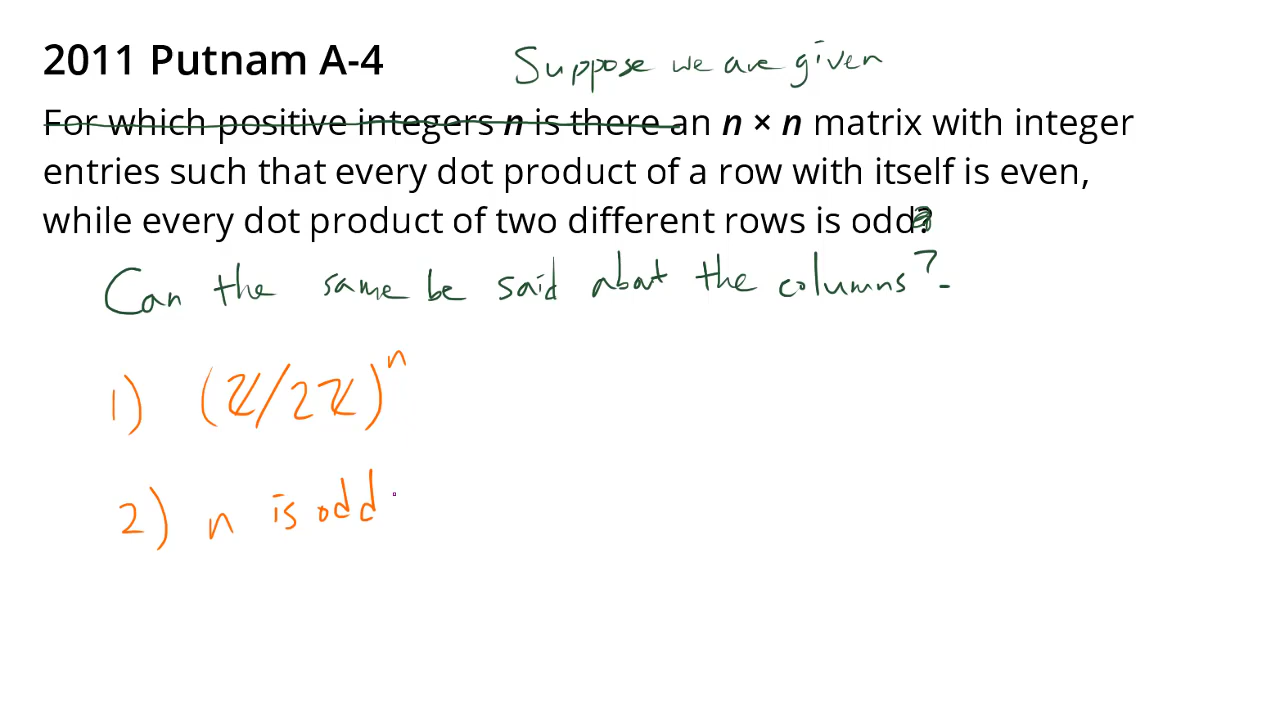 2011 Putnam A-4 Suppose we are given
For which positive integers n is there an n × n matrix with integer
entries such that every dot product of a row with itself is even,
while every dot product of two different rows is odd?
Can the same be said about the columns?
1) (ℤ/2ℤ)^n
2) n is odd